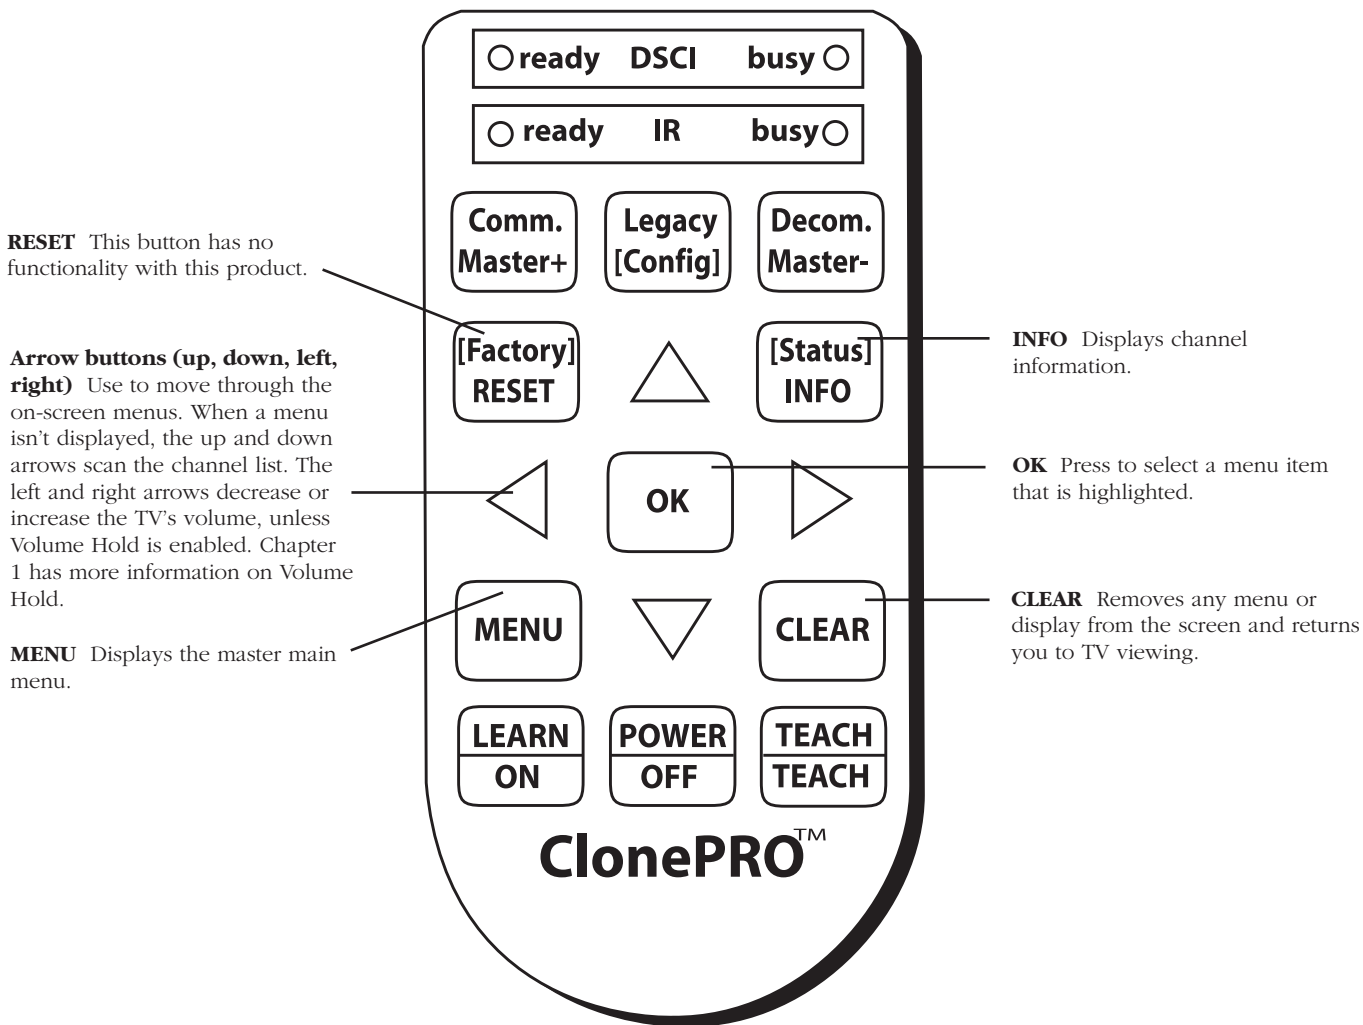 ready DSCI busy
ready IR busy
Comm.
Master+
Legacy
[Config]
Decom.
Master-
[Factory]
RESET
[Status]
INFO
OK
MENU
CLEAR
LEARN
ON
POWER
OFF
TEACH
TEACH
ClonePRO™
RESET This button has no
functionality with this product.
Arrow buttons (up, down, left,
right) Use to move through the
on-screen menus. When a menu
isn't displayed, the up and down
arrows scan the channel list. The
left and right arrows decrease or
increase the TV's volume, unless
Volume Hold is enabled. Chapter
1 has more information on Volume
Hold.
MENU Displays the master main
menu.
INFO Displays channel
information.
OK Press to select a menu item
that is highlighted.
CLEAR Removes any menu or
display from the screen and returns
you to TV viewing.